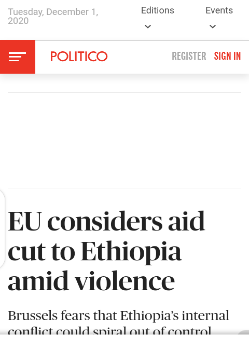 Tuesday, December 1,
2020
Editions
Events
POLITICO
REGISTER
SIGN IN
EU considers aid
cut to Ethiopia
amid violence
Brussels fears that Ethiopia's internal
conflict could spiral out of control